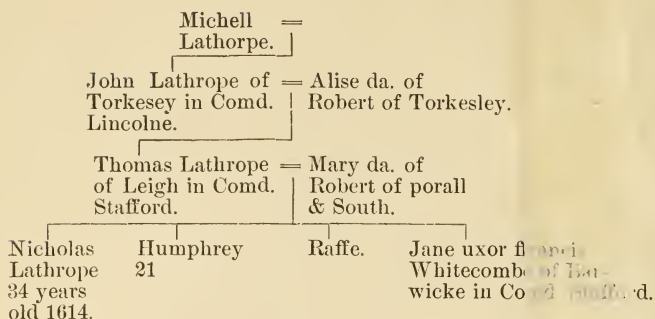 Michell =
Lathorpe.
John Lathrope of = Alise da. of
Torkesey in Comd. Robert of Torkesley.
Lincolne.
Thomas Lathrope = Mary da. of
of Leigh in Comd. Robert of porall
Stafford. & South.
Nicholas
Lathrope
34 years
old 1614.
Humphrey
21
Raffe.
Jane uxor
Whitecombe of
wicke in